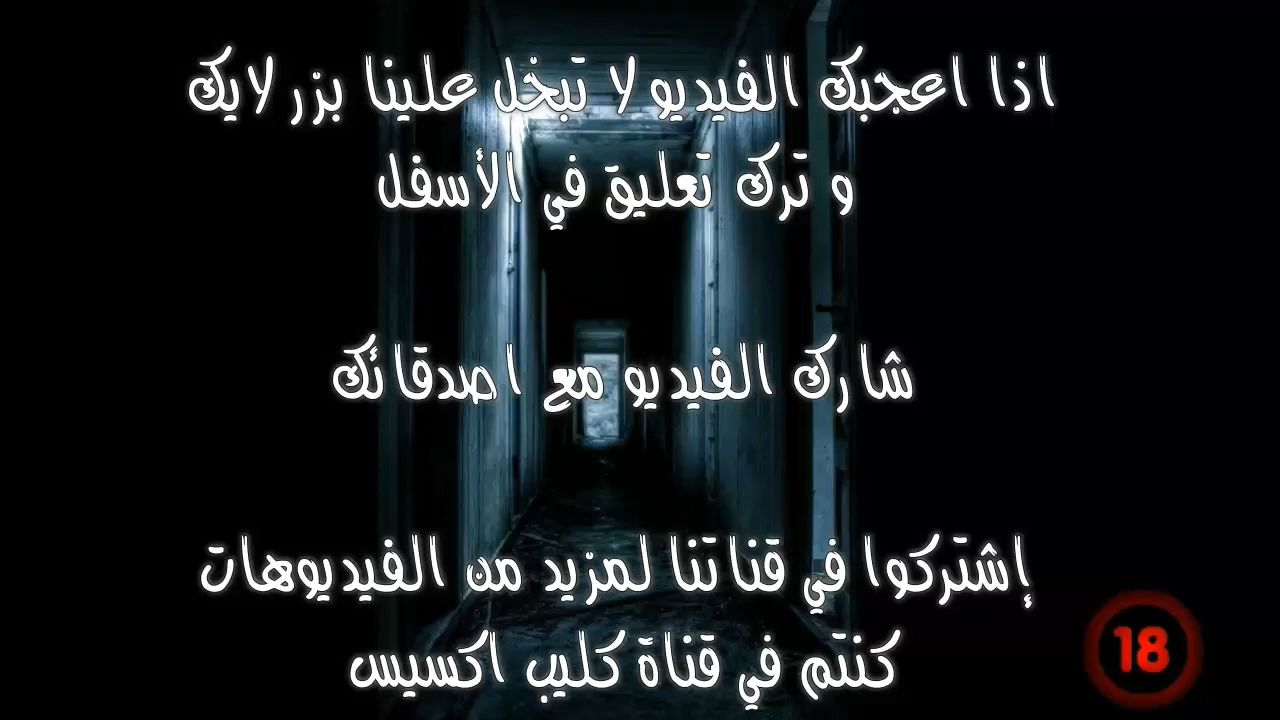 اذا اعجبك الفيديو لا تبخل علينا بزر لايك
و ترك تعليق في الأسفل
شارك الفيديو مع اصدقائك
إشتركوا في قناتنا لمزيد من الفيديوهات
كنتم في قناة كليب اكسيس
18